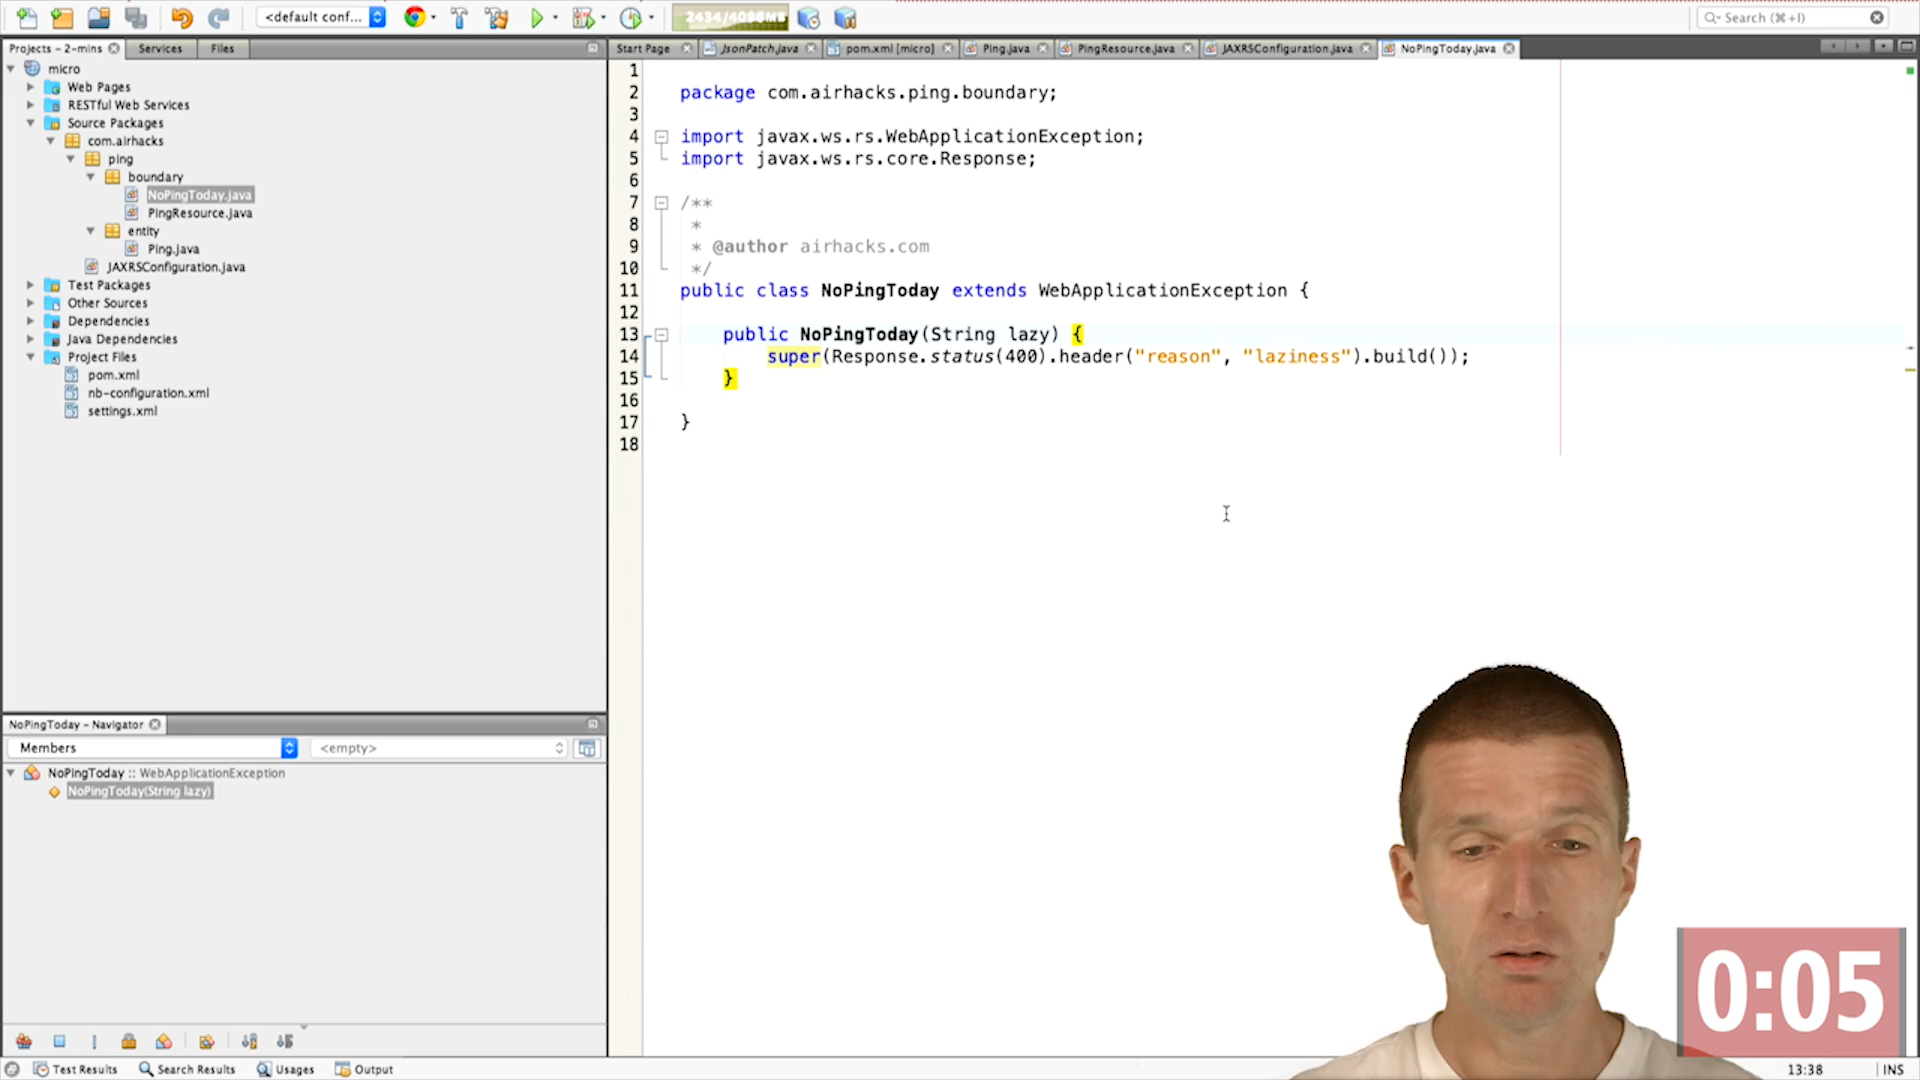 <default conf...
2434/4096MB
Search (⌘+I)
Projects - 2-mins
Services
Files
Start Page
JsonPatch.java
pom.xml [micro]
Ping.java
PingResource.java
JAXRSConfiguration.java
NoPingToday.java
micro
Web Pages
RESTful Web Services
Source Packages
com.airhacks
ping
boundary
NoPingToday.java
PingResource.java
entity
Ping.java
JAXRSConfiguration.java
Test Packages
Other Sources
Dependencies
Java Dependencies
Project Files
pom.xml
nb-configuration.xml
settings.xml
1
2 package com.airhacks.ping.boundary;
3
4 import javax.ws.rs.WebApplicationException;
5 import javax.ws.rs.core.Response;
6
7 /**
8 *
9 * @author airhacks.com
10 */
11 public class NoPingToday extends WebApplicationException {
12
13 public NoPingToday(String lazy) {
14 super(Response.status(400).header("reason", "laziness").build());
15 }
16
17 }
18
NoPingToday - Navigator
Members
<empty>
NoPingToday :: WebApplicationException
NoPingToday(String lazy)
0:05
Test Results
Search Results
Usages
Output
13:38
INS